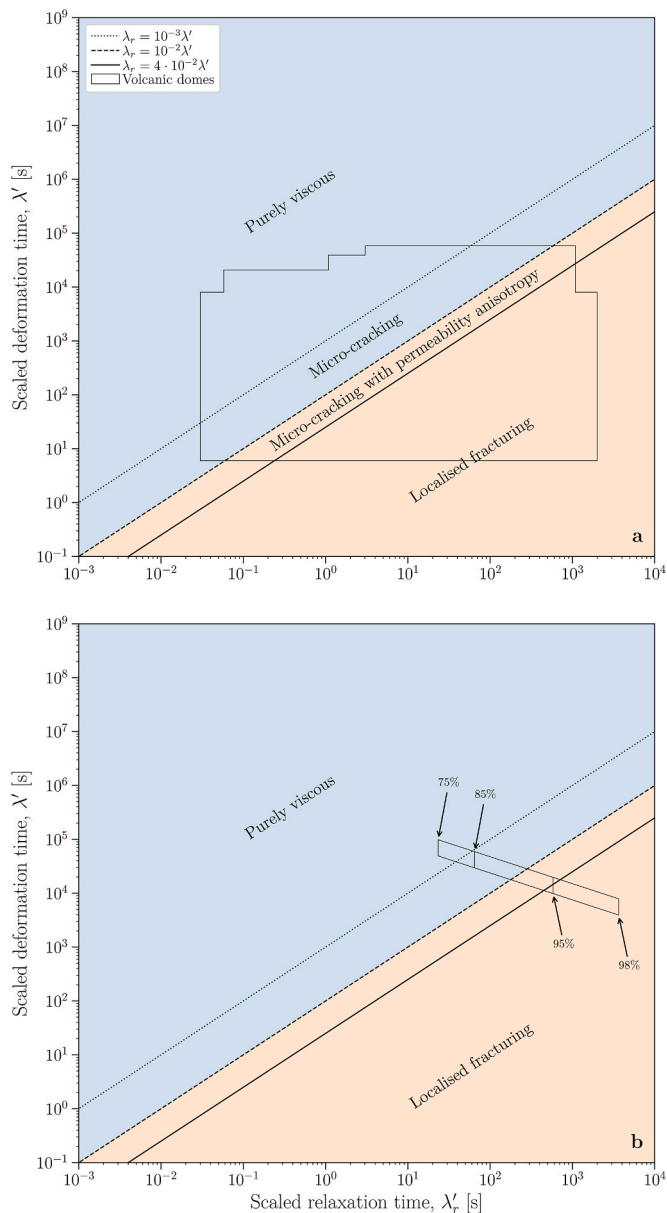 10⁹
10⁸
10⁷
10⁶
10⁵
10⁴
10³
10²
10¹
10⁰
10⁻¹
Scaled deformation time, λ′ [s]
λᵣ = 10⁻³λ′
λᵣ = 10⁻²λ′
λᵣ = 4 · 10⁻²λ′
Volcanic domes
Purely viscous
Micro-cracking
Micro-cracking with permeability anisotropy
Localised fracturing
a
10⁻³ 10⁻² 10⁻¹ 10⁰ 10¹ 10² 10³ 10⁴
10⁹
10⁸
10⁷
10⁶
10⁵
10⁴
10³
10²
10¹
10⁰
10⁻¹
Scaled deformation time, λ′ [s]
Purely viscous
75%
85%
95%
98%
Localised fracturing
b
10⁻³ 10⁻² 10⁻¹ 10⁰ 10¹ 10² 10³ 10⁴
Scaled relaxation time, λ′ᵣ [s]